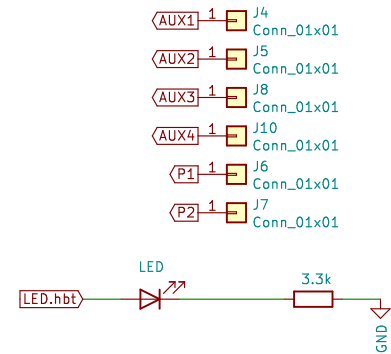 AUX1 1 J4
Conn_01x01
AUX2 1 J5
Conn_01x01
AUX3 1 J8
Conn_01x01
AUX4 1 J10
Conn_01x01
P1 1 J6
Conn_01x01
P2 1 J7
Conn_01x01
LED
3.3k
LED.hbt
GND